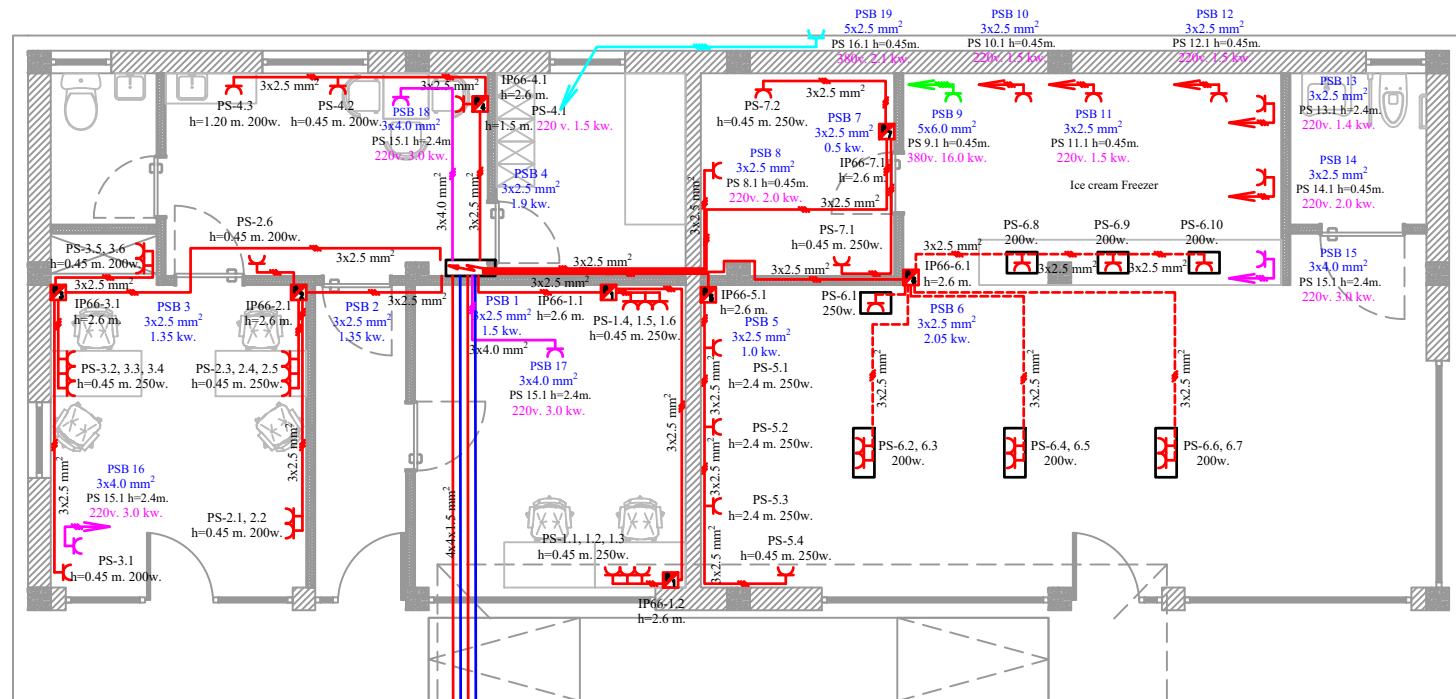 PSB 19
5x2.5 mm²
PS 16.1 h=0.45m.
380v. 2.1 kw.
PSB 10
3x2.5 mm²
PS 10.1 h=0.45m.
220v. 1.5 kw.
PSB 12
3x2.5 mm²
PS 12.1 h=0.45m.
220v. 1.5 kw.
3x2.5 mm²
PS-4.3
h=1.20 m. 200w.
PS-4.2
h=0.45 m. 200w.
3x2.5 mm²
PSB 18
3x4.0 mm²
PS 15.1 h=2.4m.
220v. 3.0 kw.
IP66-4.1
h=2.6 m.
4
h=1.5 m.
PS-4.1
220 v. 1.5 kw.
PSB 4
3x2.5 mm²
1.9 kw.
3x4.0 mm²
3x2.5 mm²
PS-7.2
h=0.45 m. 250w.
3x2.5 mm²
PSB 7
3x2.5 mm²
0.5 kw.
7
IP66-7.1
h=2.6 m.
PSB 8
3x2.5 mm²
PS 8.1 h=0.45m.
220v. 2.0 kw.
3x2.5 mm²
3x2.5 mm²
PSB 9
5x6.0 mm²
PS 9.1 h=0.45m.
380v. 16.0 kw.
PSB 11
3x2.5 mm²
PS 11.1 h=0.45m.
220v. 1.5 kw.
Ice cream Freezer
PSB 13
3x2.5 mm²
PS 13.1 h=2.4m.
220v. 1.4 kw.
PSB 14
3x2.5 mm²
PS 14.1 h=0.45m.
220v. 2.0 kw.
PSB 15
3x4.0 mm²
PS 15.1 h=2.4m.
220v. 3.0 kw.
PS-2.6
h=0.45 m. 200w.
PS-3.5, 3.6
h=0.45 m. 200w.
3x2.5 mm²
3x2.5 mm²
3x2.5 mm²
3x2.5 mm²
3x2.5 mm²
PS-7.1
h=0.45 m. 250w.
3x2.5 mm²
3x2.5 mm²
PS-6.8
200w.
PS-6.9
200w.
PS-6.10
200w.
3x2.5 mm²
3x2.5 mm²
3
IP66-3.1
h=2.6 m.
PSB 3
3x2.5 mm²
1.35 kw.
2
IP66-2.1
h=2.6 m.
PSB 2
3x2.5 mm²
1.35 kw.
PSB 1
3x2.5 mm²
1.5 kw.
3x4.0 mm²
IP66-1.1
h=2.6 m.
1
PS-1.4, 1.5, 1.6
h=0.45 m. 250w.
IP66-5.1
h=2.6 m.
PSB 5
3x2.5 mm²
1.0 kw.
PS-6.1
250w.
6
IP66-6.1
h=2.6 m.
PSB 6
3x2.5 mm²
2.05 kw.
PS-3.2, 3.3, 3.4
h=0.45 m. 250w.
PS-2.3, 2.4, 2.5
h=0.45 m. 250w.
PSB 17
3x4.0 mm²
PS 15.1 h=2.4m.
220v. 3.0 kw.
PS-5.1
h=2.4 m. 250w.
3x2.5 mm²
3x2.5 mm²
3x2.5 mm²
3x2.5 mm²
3x2.5 mm²
3x2.5 mm²
3x2.5 mm²
PS-5.2
h=2.4 m. 250w.
PS-6.2, 6.3
200w.
PS-6.4, 6.5
200w.
PS-6.6, 6.7
200w.
PSB 16
3x4.0 mm²
PS 15.1 h=2.4m.
220v. 3.0 kw.
3x2.5 mm²
PS-5.3
h=2.4 m. 250w.
PS-2.1, 2.2
h=0.45 m. 200w.
4x4x1.5 mm²
PS-1.1, 1.2, 1.3
h=0.45 m. 250w.
3x2.5 mm²
PS-5.4
h=0.45 m. 250w.
PS-3.1
h=0.45 m. 200w.
1
IP66-1.2
h=2.6 m.